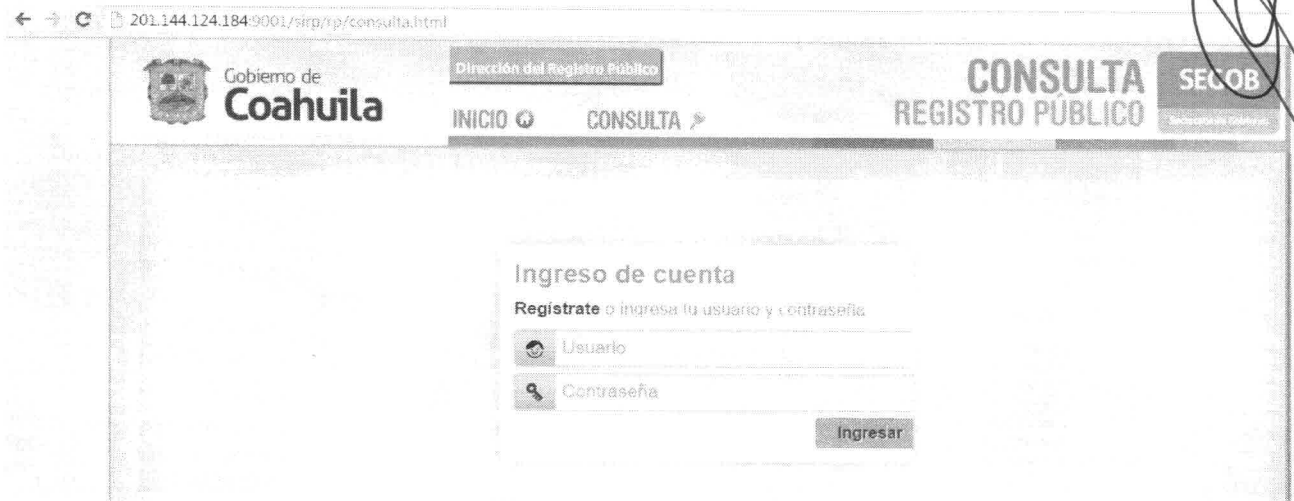 201.144.124.184:9001/sirp/rp/consulta.html
Gobierno de
Coahuila
Dirección del Registro Público
INICIO
CONSULTA
CONSULTA
REGISTRO PÚBLICO
SEGOB
Ingreso de cuenta
Regístrate o ingresa tu usuario y contraseña
Usuario
Contraseña
Ingresar